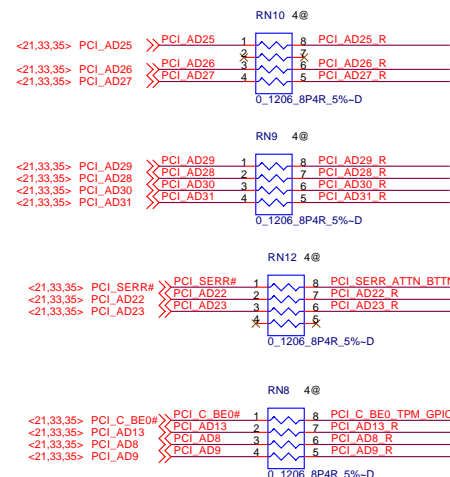 RN10 4@
<21,33,35> PCI_AD25 PCI_AD25 1 8 PCI_AD25_R
2 7
<21,33,35> PCI_AD26 PCI_AD26 3 6 PCI_AD26_R
<21,33,35> PCI_AD27 PCI_AD27 4 5 PCI_AD27_R
0_1206_8P4R_5%~D
RN9 4@
<21,33,35> PCI_AD29 PCI_AD29 1 8 PCI_AD29_R
<21,33,35> PCI_AD28 PCI_AD28 2 7 PCI_AD28_R
<21,33,35> PCI_AD30 PCI_AD30 3 6 PCI_AD30_R
<21,33,35> PCI_AD31 PCI_AD31 4 5 PCI_AD31_R
0_1206_8P4R_5%~D
RN12 4@
<21,33,35> PCI_SERR# PCI_SERR# 1 8 PCI_SERR_ATTN_BTTN
<21,33,35> PCI_AD22 PCI_AD22 2 7 PCI_AD22_R
<21,33,35> PCI_AD23 PCI_AD23 3 6 PCI_AD23_R
4 5
0_1206_8P4R_5%~D
RN8 4@
<21,33,35> PCI_C_BE0# PCI_C_BE0# 1 8 PCI_C_BE0_TPM_GPIO
<21,33,35> PCI_AD13 PCI_AD13 2 7 PCI_AD13_R
<21,33,35> PCI_AD8 PCI_AD8 3 6 PCI_AD8_R
<21,33,35> PCI_AD9 PCI_AD9 4 5 PCI_AD9_R
0_1206_8P4R_5%~D